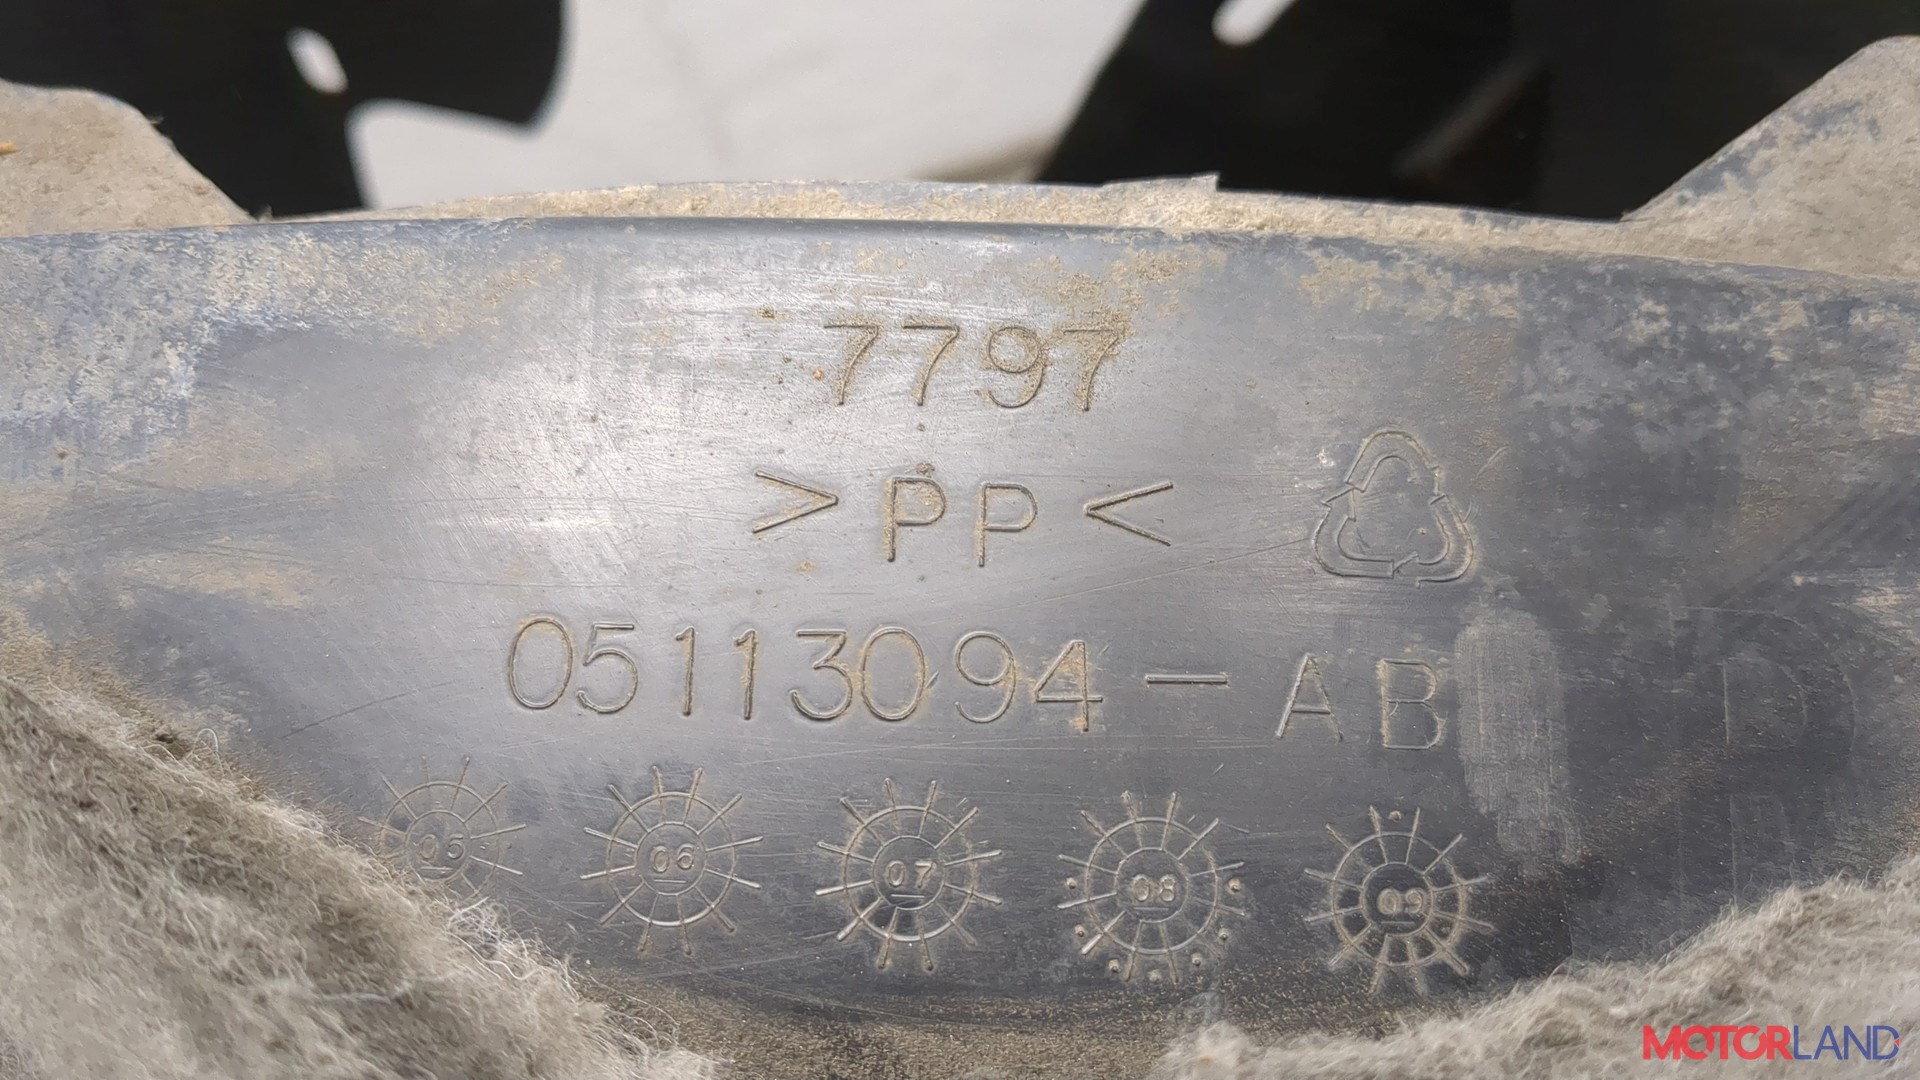 7797
>PP<
05113094-AB
05 06 07 08 09
MOTORLAND